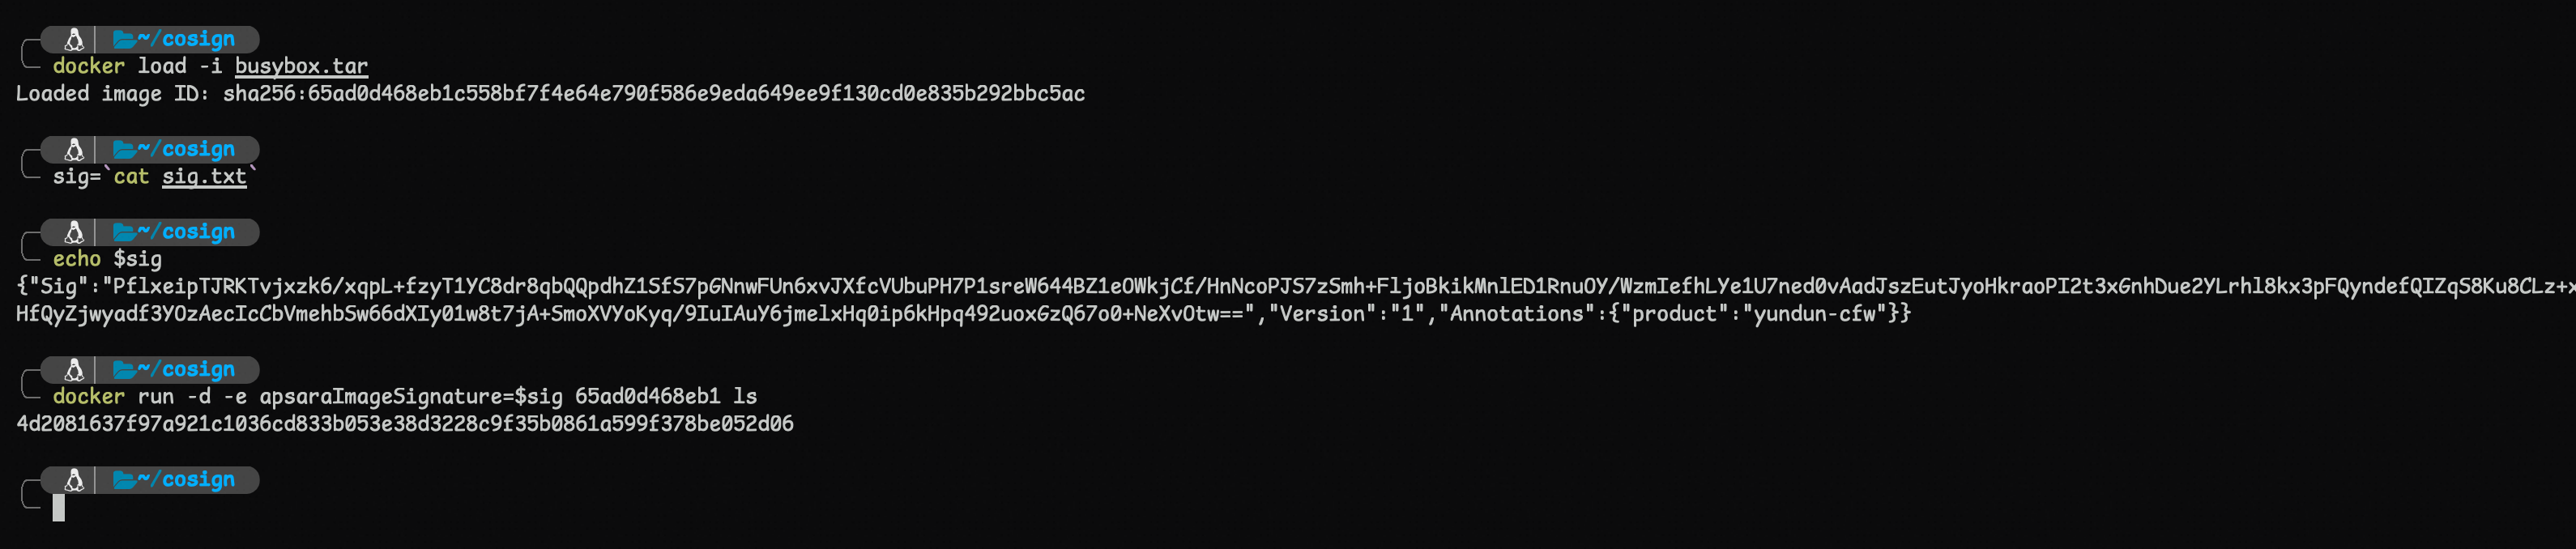 ~/cosign
docker load -i busybox.tar
Loaded image ID: sha256:65ad0d468eb1c558bf7f4e64e790f586e9eda649ee9f130cd0e835b292bbc5ac
~/cosign
sig=`cat sig.txt`
~/cosign
echo $sig
{"Sig":"PflxeipTJRKTvjxzk6/xqpL+fzyT1YC8dr8qbQQpdhZ1SfS7pGNnwFUn6xvJXfcVUbuPH7P1sreW644BZ1eOWkjCf/HnNcoPJS7zSmh+FljoBkikMnlED1RnuOY/WzmIefhLYe1U7ned0vAadJszEutJyoHkraoPI2t3xGnhDue2YLrhl8kx3pFQyndefQIZqS8Ku8CLz+x
HfQyZjwyadf3YOzAecIcCbVmehbSw66dXIy01w8t7jA+SmoXVYoKyq/9IuIAuY6jmelxHq0ip6kHpq492uoxGzQ67o0+NeXvOtw==","Version":"1","Annotations":{"product":"yundun-cfw"}}
~/cosign
docker run -d -e apsaraImageSignature=$sig 65ad0d468eb1 ls
4d2081637f97a921c1036cd833b053e38d3228c9f35b0861a599f378be052d06
~/cosign